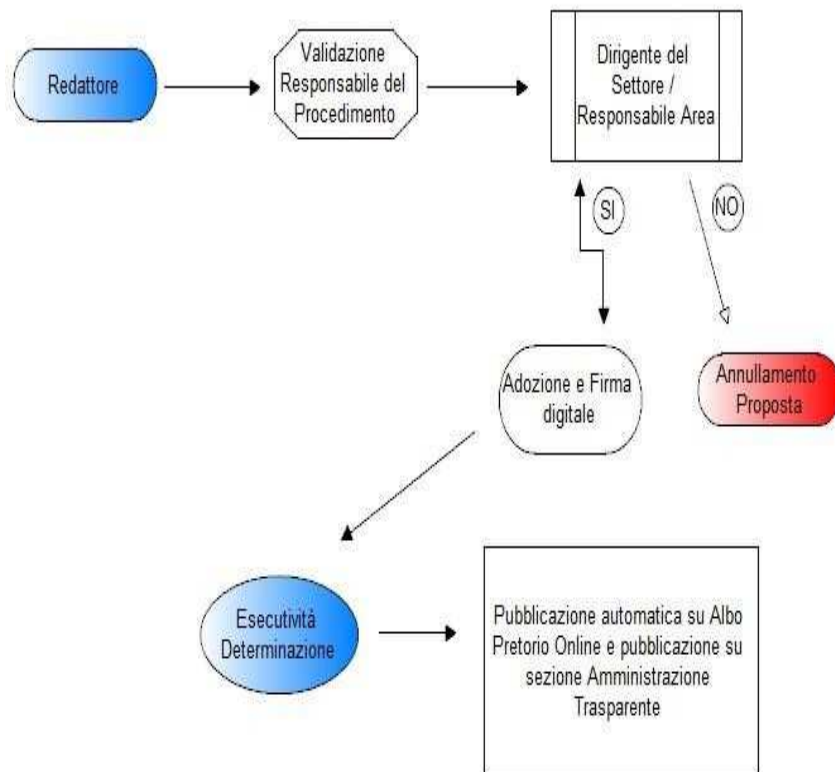 Redattore
Validazione
Responsabile del
Procedimento
Dirigente del
Settore /
Responsabile Area
SI
NO
Adozione e Firma
digitale
Annullamento
Proposta
Esecutività
Determinazione
Pubblicazione automatica su Albo
Pretorio Online e pubblicazione su
sezione Amministrazione
Trasparente